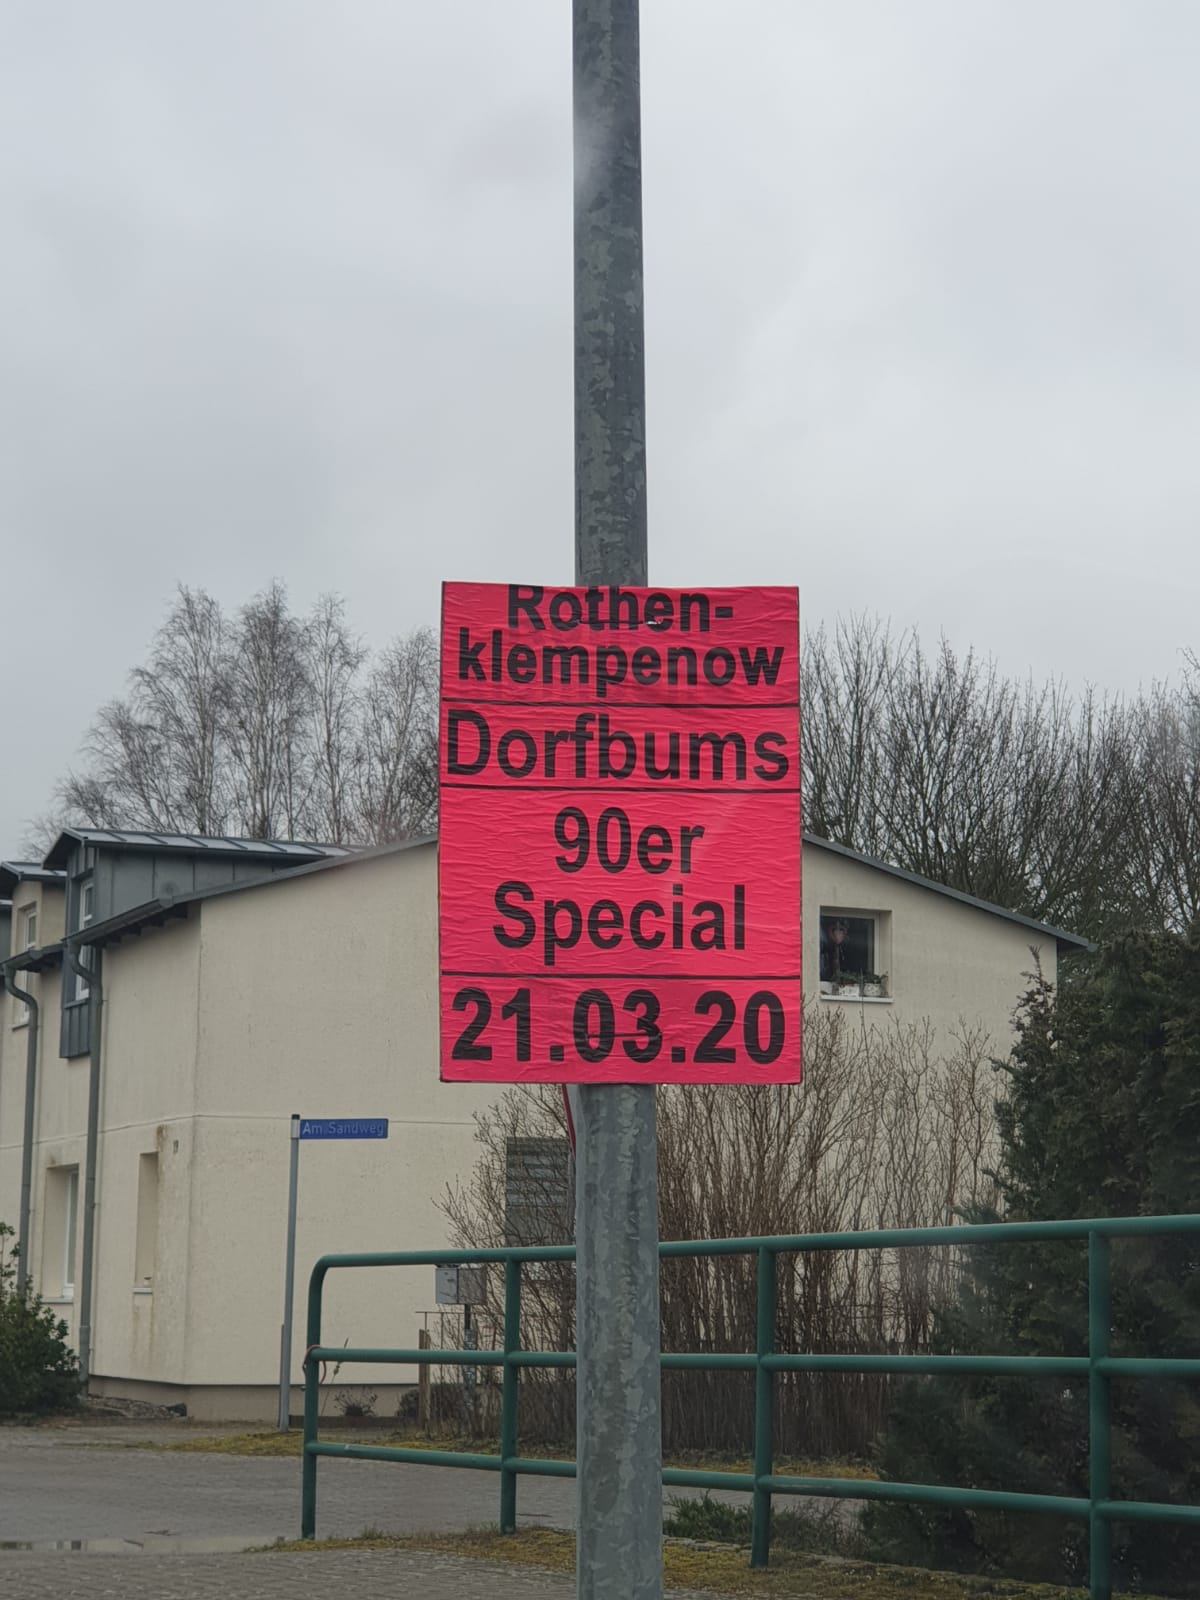 Rothen-
klempenow
Dorfbums
90er
Special
21.03.20
Am Sandweg